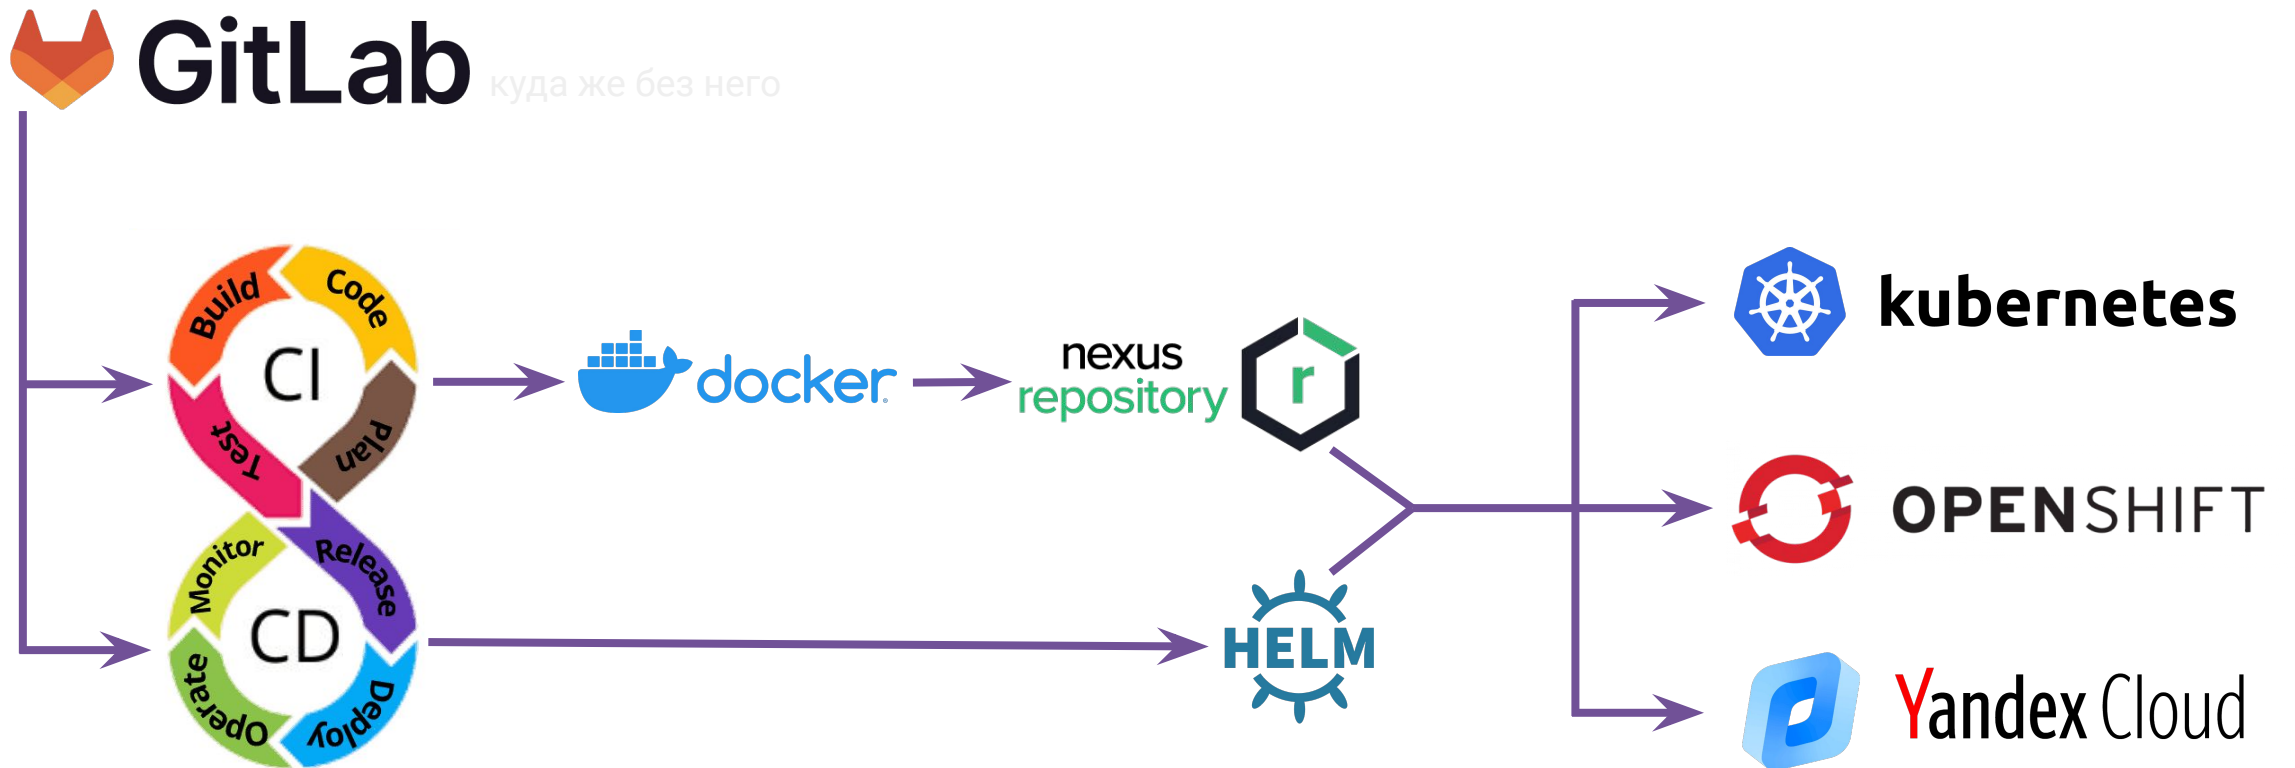 GitLab куда же без него
Build
Code
CI
Test
Plan
Monitor
Release
CD
Operate
Deploy
docker
nexus
repository
r
HELM
kubernetes
OPENSHIFT
Yandex Cloud